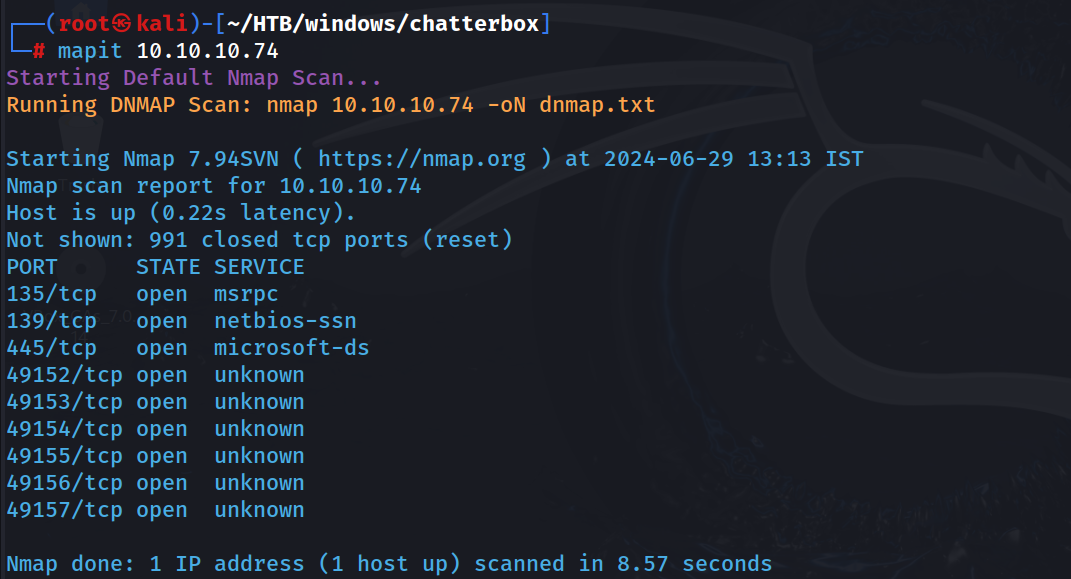 ┌──(root㉿kali)-[~/HTB/windows/chatterbox]
└─# mapit 10.10.10.74
Starting Default Nmap Scan...
Running DNMAP Scan: nmap 10.10.10.74 -oN dnmap.txt
Starting Nmap 7.94SVN ( https://nmap.org ) at 2024-06-29 13:13 IST
Nmap scan report for 10.10.10.74
Host is up (0.22s latency).
Not shown: 991 closed tcp ports (reset)
PORT      STATE SERVICE
135/tcp   open  msrpc
139/tcp   open  netbios-ssn
445/tcp   open  microsoft-ds
49152/tcp open  unknown
49153/tcp open  unknown
49154/tcp open  unknown
49155/tcp open  unknown
49156/tcp open  unknown
49157/tcp open  unknown
Nmap done: 1 IP address (1 host up) scanned in 8.57 seconds